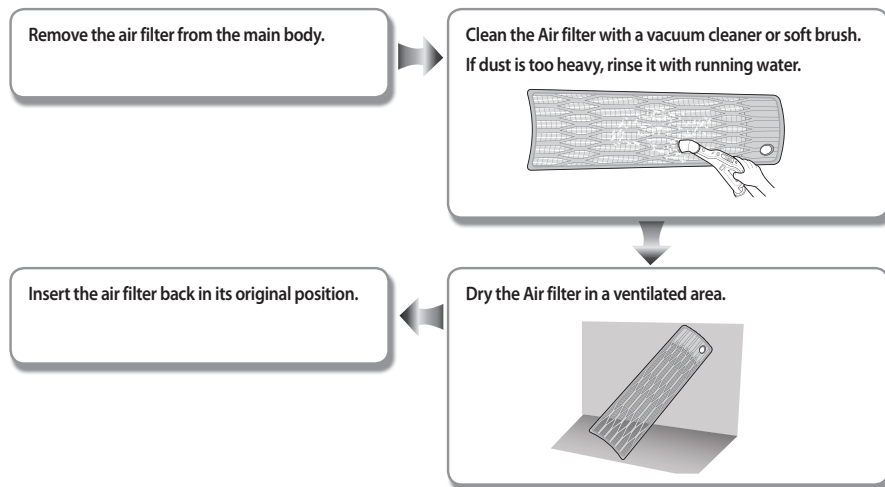 Remove the air filter from the main body.
Clean the Air filter with a vacuum cleaner or soft brush.
If dust is too heavy, rinse it with running water.
Dry the Air filter in a ventilated area.
Insert the air filter back in its original position.